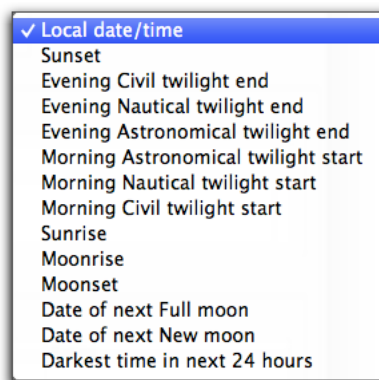 ✓ Local date/time
Sunset
Evening Civil twilight end
Evening Nautical twilight end
Evening Astronomical twilight end
Morning Astronomical twilight start
Morning Nautical twilight start
Morning Civil twilight start
Sunrise
Moonrise
Moonset
Date of next Full moon
Date of next New moon
Darkest time in next 24 hours